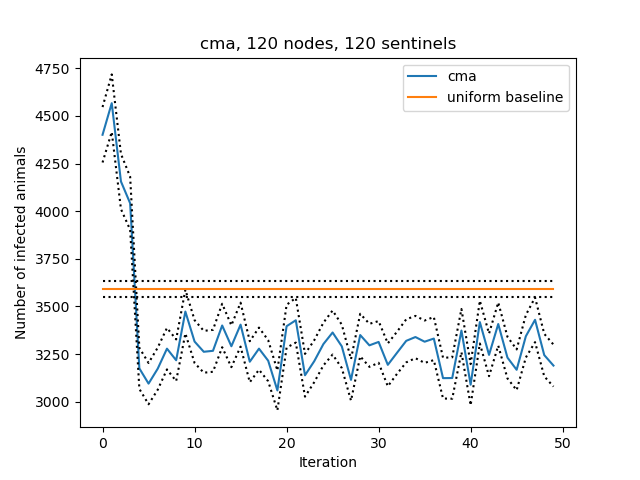 cma, 120 nodes, 120 sentinels
cma
uniform baseline
Number of infected animals
4750
4500
4250
4000
3750
3500
3250
3000
0 10 20 30 40 50
Iteration